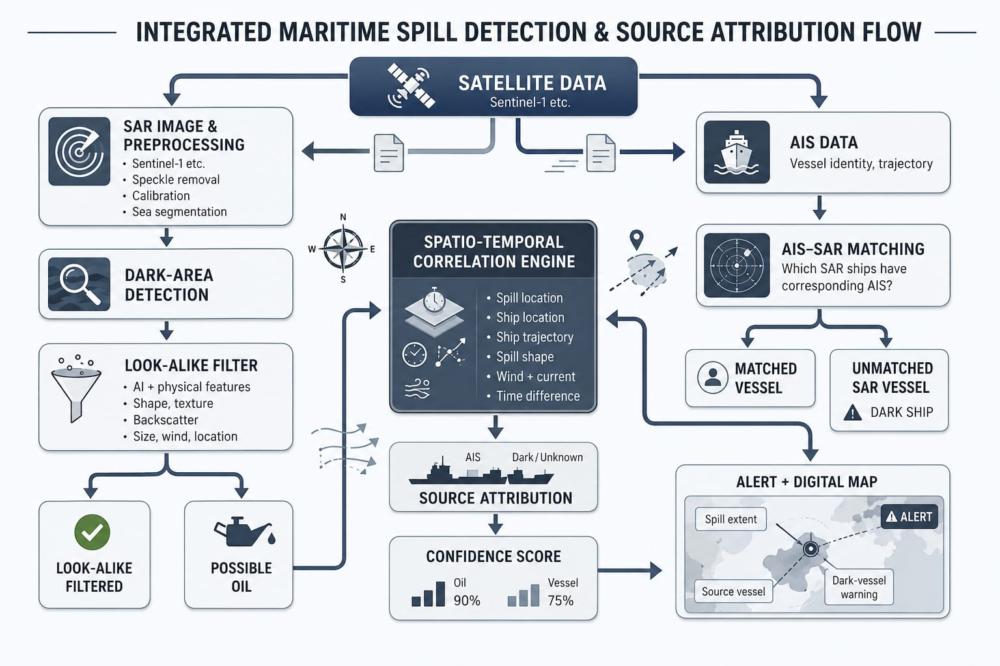 INTEGRATED MARITIME SPILL DETECTION & SOURCE ATTRIBUTION FLOW
SATELLITE DATA
Sentinel-1 etc.
SAR IMAGE &
PREPROCESSING
• Sentinel-1 etc.
• Speckle removal
• Calibration
• Sea segmentation
DARK-AREA
DETECTION
LOOK-ALIKE FILTER
• AI + physical features
• Shape, texture
• Backscatter
• Size, wind, location
LOOK-ALIKE
FILTERED
POSSIBLE
OIL
N
W
E
S
SPATIO-TEMPORAL
CORRELATION ENGINE
• Spill location
• Ship location
• Ship trajectory
• Spill shape
• Wind + current
• Time difference
AIS
Dark/Unknown
SOURCE ATTRIBUTION
CONFIDENCE SCORE
Oil
90%
Vessel
75%
AIS DATA
Vessel identity, trajectory
AIS–SAR MATCHING
Which SAR ships have
corresponding AIS?
MATCHED
VESSEL
UNMATCHED
SAR VESSEL
DARK SHIP
ALERT + DIGITAL MAP
Spill extent
ALERT
Source vessel
Dark-vessel
warning